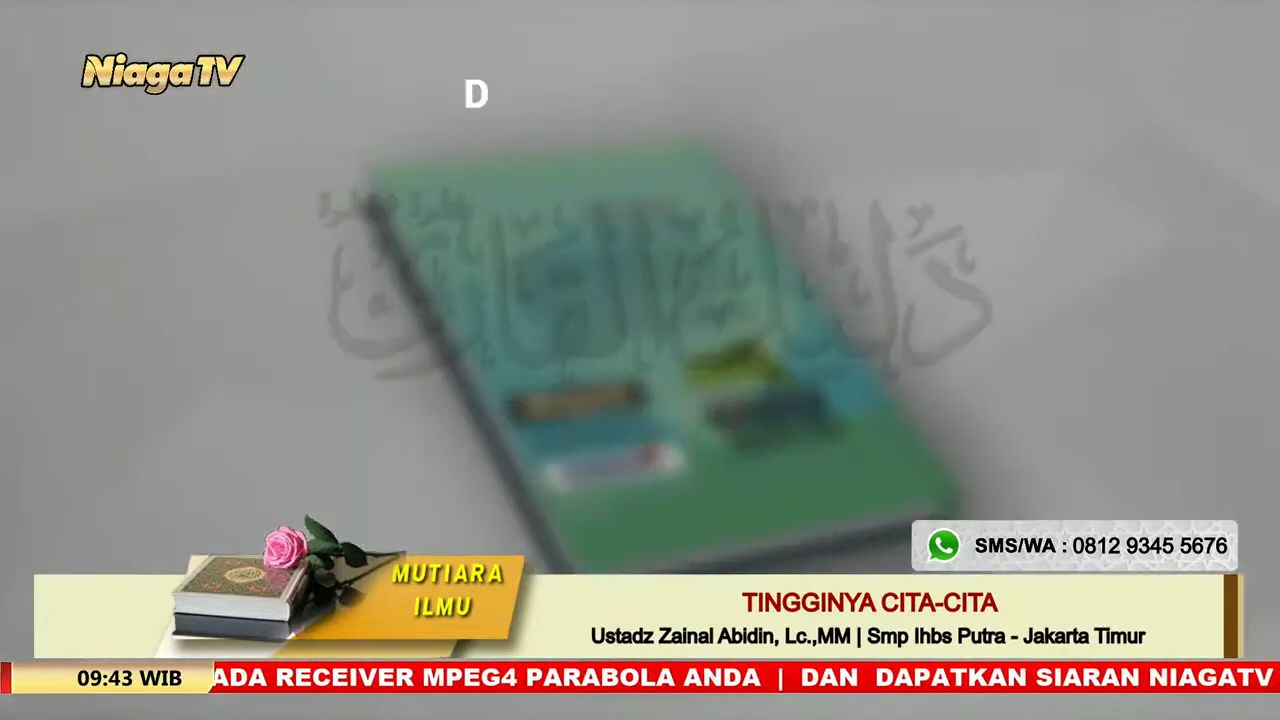 NiagaTV
D
SMS/WA : 0812 9345 5676
MUTIARA
ILMU
TINGGINYA CITA-CITA
Ustadz Zainal Abidin, Lc.,MM | Smp Ihbs Putra - Jakarta Timur
09:43 WIB
ADA RECEIVER MPEG4 PARABOLA ANDA | DAN DAPATKAN SIARAN NIAGATV